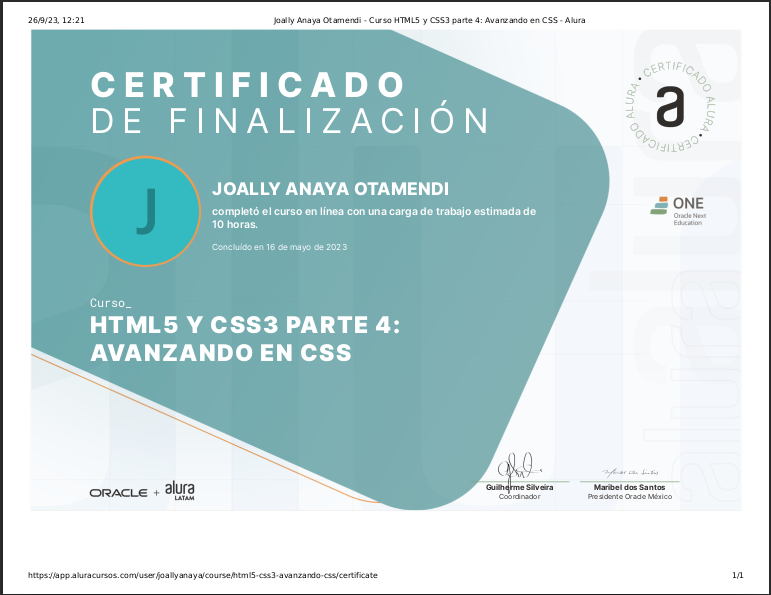 26/9/23, 12:21
Joally Anaya Otamendi - Curso HTML5 y CSS3 parte 4: Avanzando en CSS - Alura
CERTIFICADO
DE FINALIZACIÓN
CERTIFICADO ALURA • CERTIFICADO ALURA •
a
J
JOALLY ANAYA OTAMENDI
completó el curso en línea con una carga de trabajo estimada de
10 horas.
Concluído en 16 de mayo de 2023
ONE
Oracle Next
Education
Curso_
HTML5 Y CSS3 PARTE 4:
AVANZANDO EN CSS
ORACLE + alura
LATAM
Guilherme Silveira
Coordinador
Maribel dos Santos
Presidente Oracle México
alura
https://app.aluracursos.com/user/joallyanaya/course/html5-css3-avanzando-css/certificate
1/1